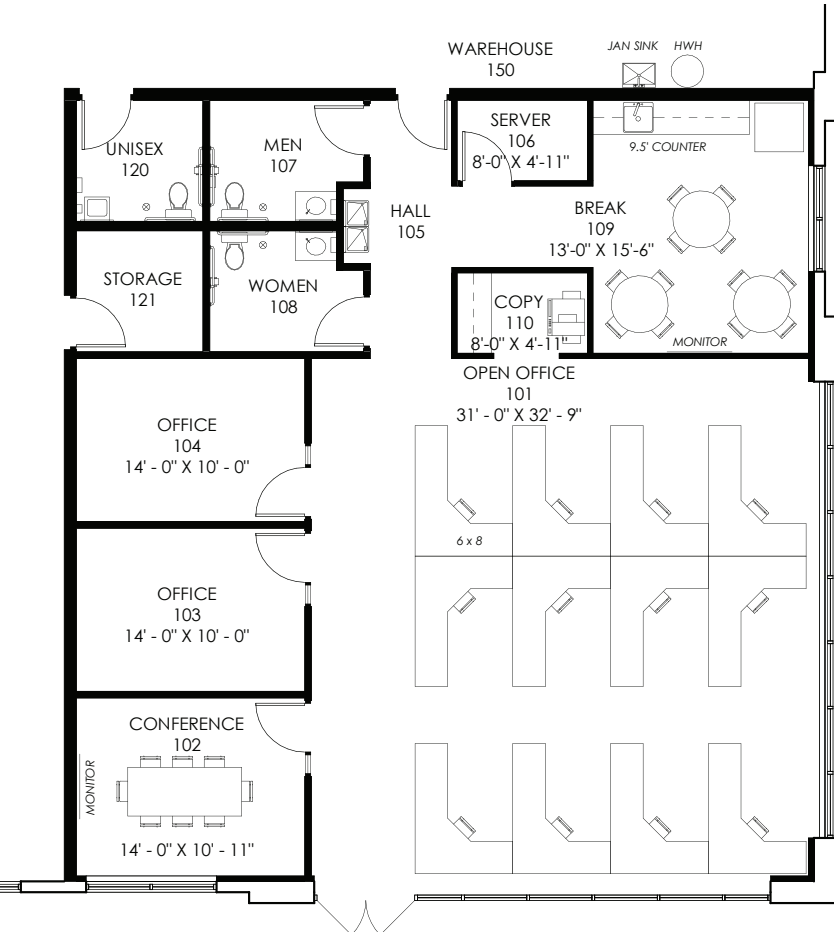 WAREHOUSE
150
JAN SINK
HWH
UNISEX
120
MEN
107
SERVER
106
8'-0" X 4'-11"
9.5' COUNTER
HALL
105
BREAK
109
13'-0" X 15'-6"
STORAGE
121
WOMEN
108
COPY
110
8'-0" X 4'-11"
MONITOR
OPEN OFFICE
101
31' - 0" X 32' - 9"
OFFICE
104
14' - 0" X 10' - 0"
6 x 8
OFFICE
103
14' - 0" X 10' - 0"
CONFERENCE
102
MONITOR
14' - 0" X 10' - 11"